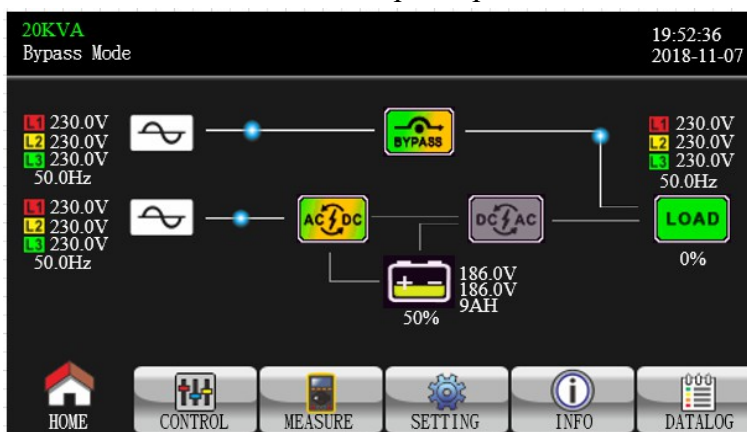 20KVA
Bypass Mode
19:52:36
2018-11-07
L1 230.0V
L2 230.0V
L3 230.0V
50.0Hz
BYPASS
L1 230.0V
L2 230.0V
L3 230.0V
50.0Hz
L1 230.0V
L2 230.0V
L3 230.0V
50.0Hz
AC DC
DC AC
LOAD
0%
186.0V
186.0V
9AH
50%
HOME
CONTROL
MEASURE
SETTING
INFO
DATALOG